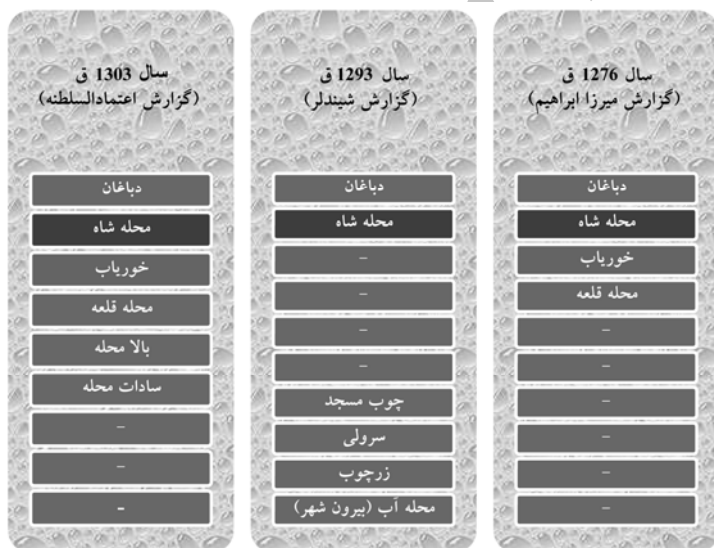 سال 1276 ق
(گزارش میرزا ابراهیم)
دباغان
محله شاه
خوریاب
محله قلعه
–
–
–
–
–
–
سال 1293 ق
(گزارش شیندلر)
دباغان
محله شاه
–
–
–
–
چوب مسجد
سرولی
زرچوب
محله آب (بیرون شهر)
سال 1303 ق
(گزارش اعتمادالسلطنه)
دباغان
محله شاه
خوریاب
محله قلعه
بالا محله
سادات محله
–
–
-